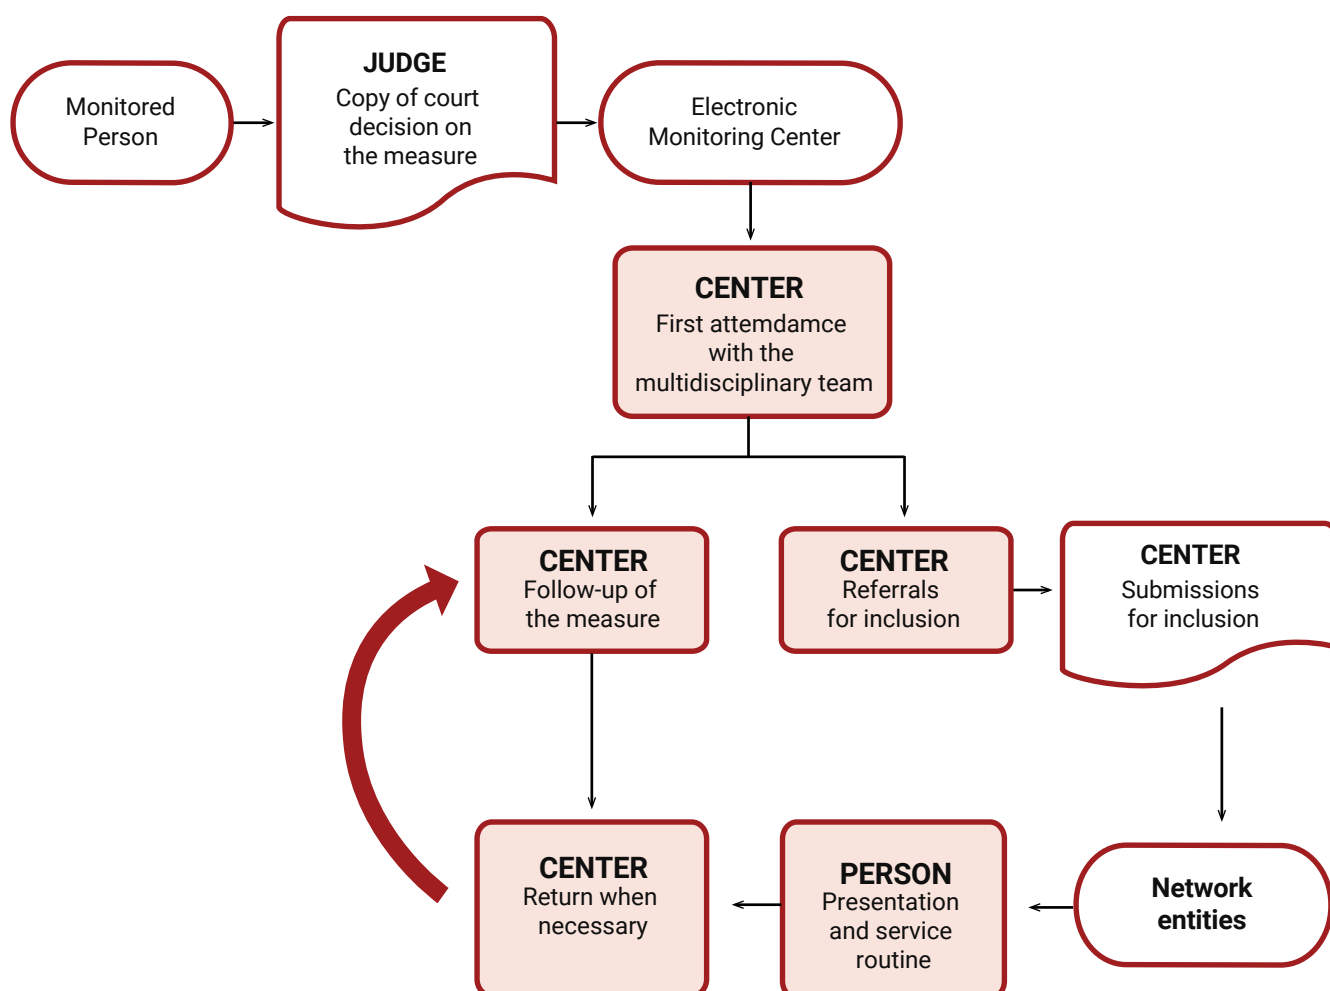 Monitored
Person
JUDGE
Copy of court
decision on
the measure
Electronic
Monitoring Center
CENTER
First attemdamce
with the
multidisciplinary team
CENTER
Follow-up of
the measure
CENTER
Referrals
for inclusion
CENTER
Submissions
for inclusion
CENTER
Return when
necessary
PERSON
Presentation
and service
routine
Network
entities